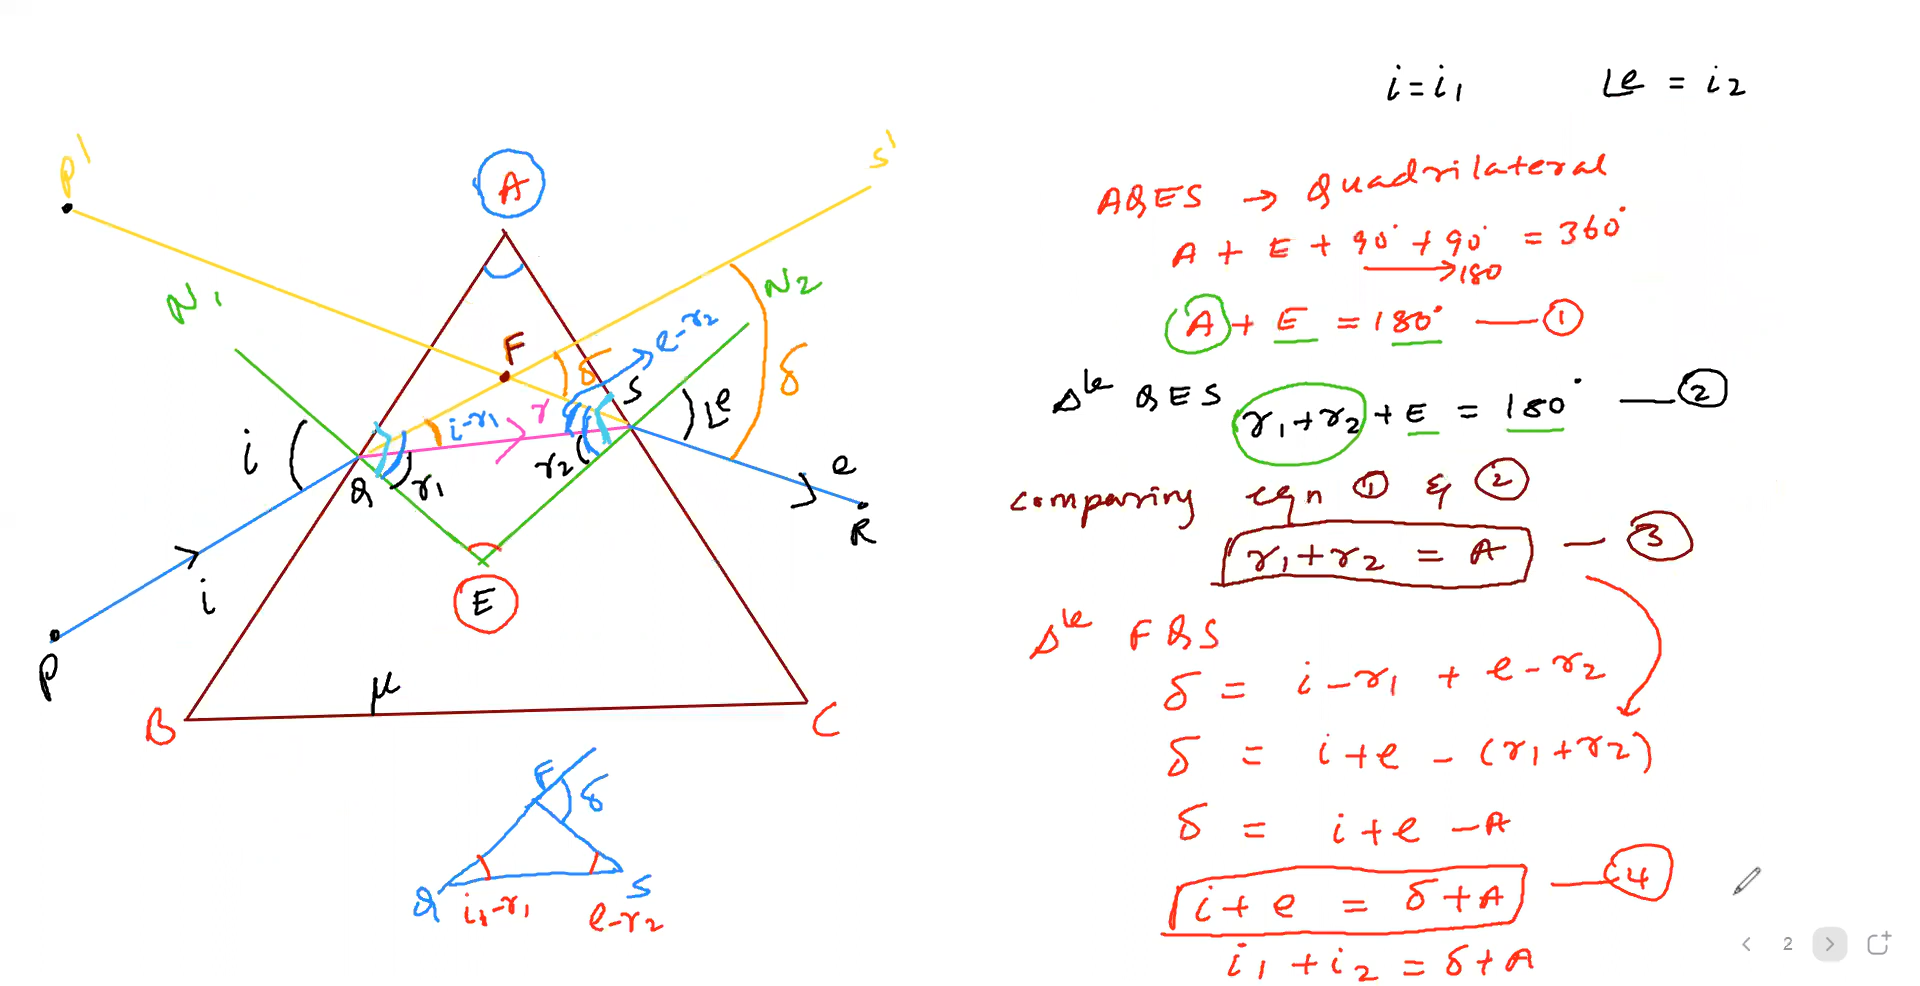 i = i₁ ∠e = i₂
P'
S'
A
AQES → Quadrilateral
A + E + 90° + 90° = 360°
→ 180
N₁
N₂
A + E = 180° — ①
F
δ
e-r₂
S
δ
∠e
Δle QES r₁+r₂ + E = 180° — ②
i
i-r₁
r
r₂
Q
r₁
e
R
comparing eqn ① & ②
r₁+r₂ = A — ③
i
E
P
Δle FQS
δ = i-r₁ + e-r₂
μ
B
C
δ = i+e - (r₁+r₂)
F
δ
δ = i+e -A
Q
S
i₁-r₁
e-r₂
i+e = δ+A — ④
i₁ + i₂ = δ+A
2